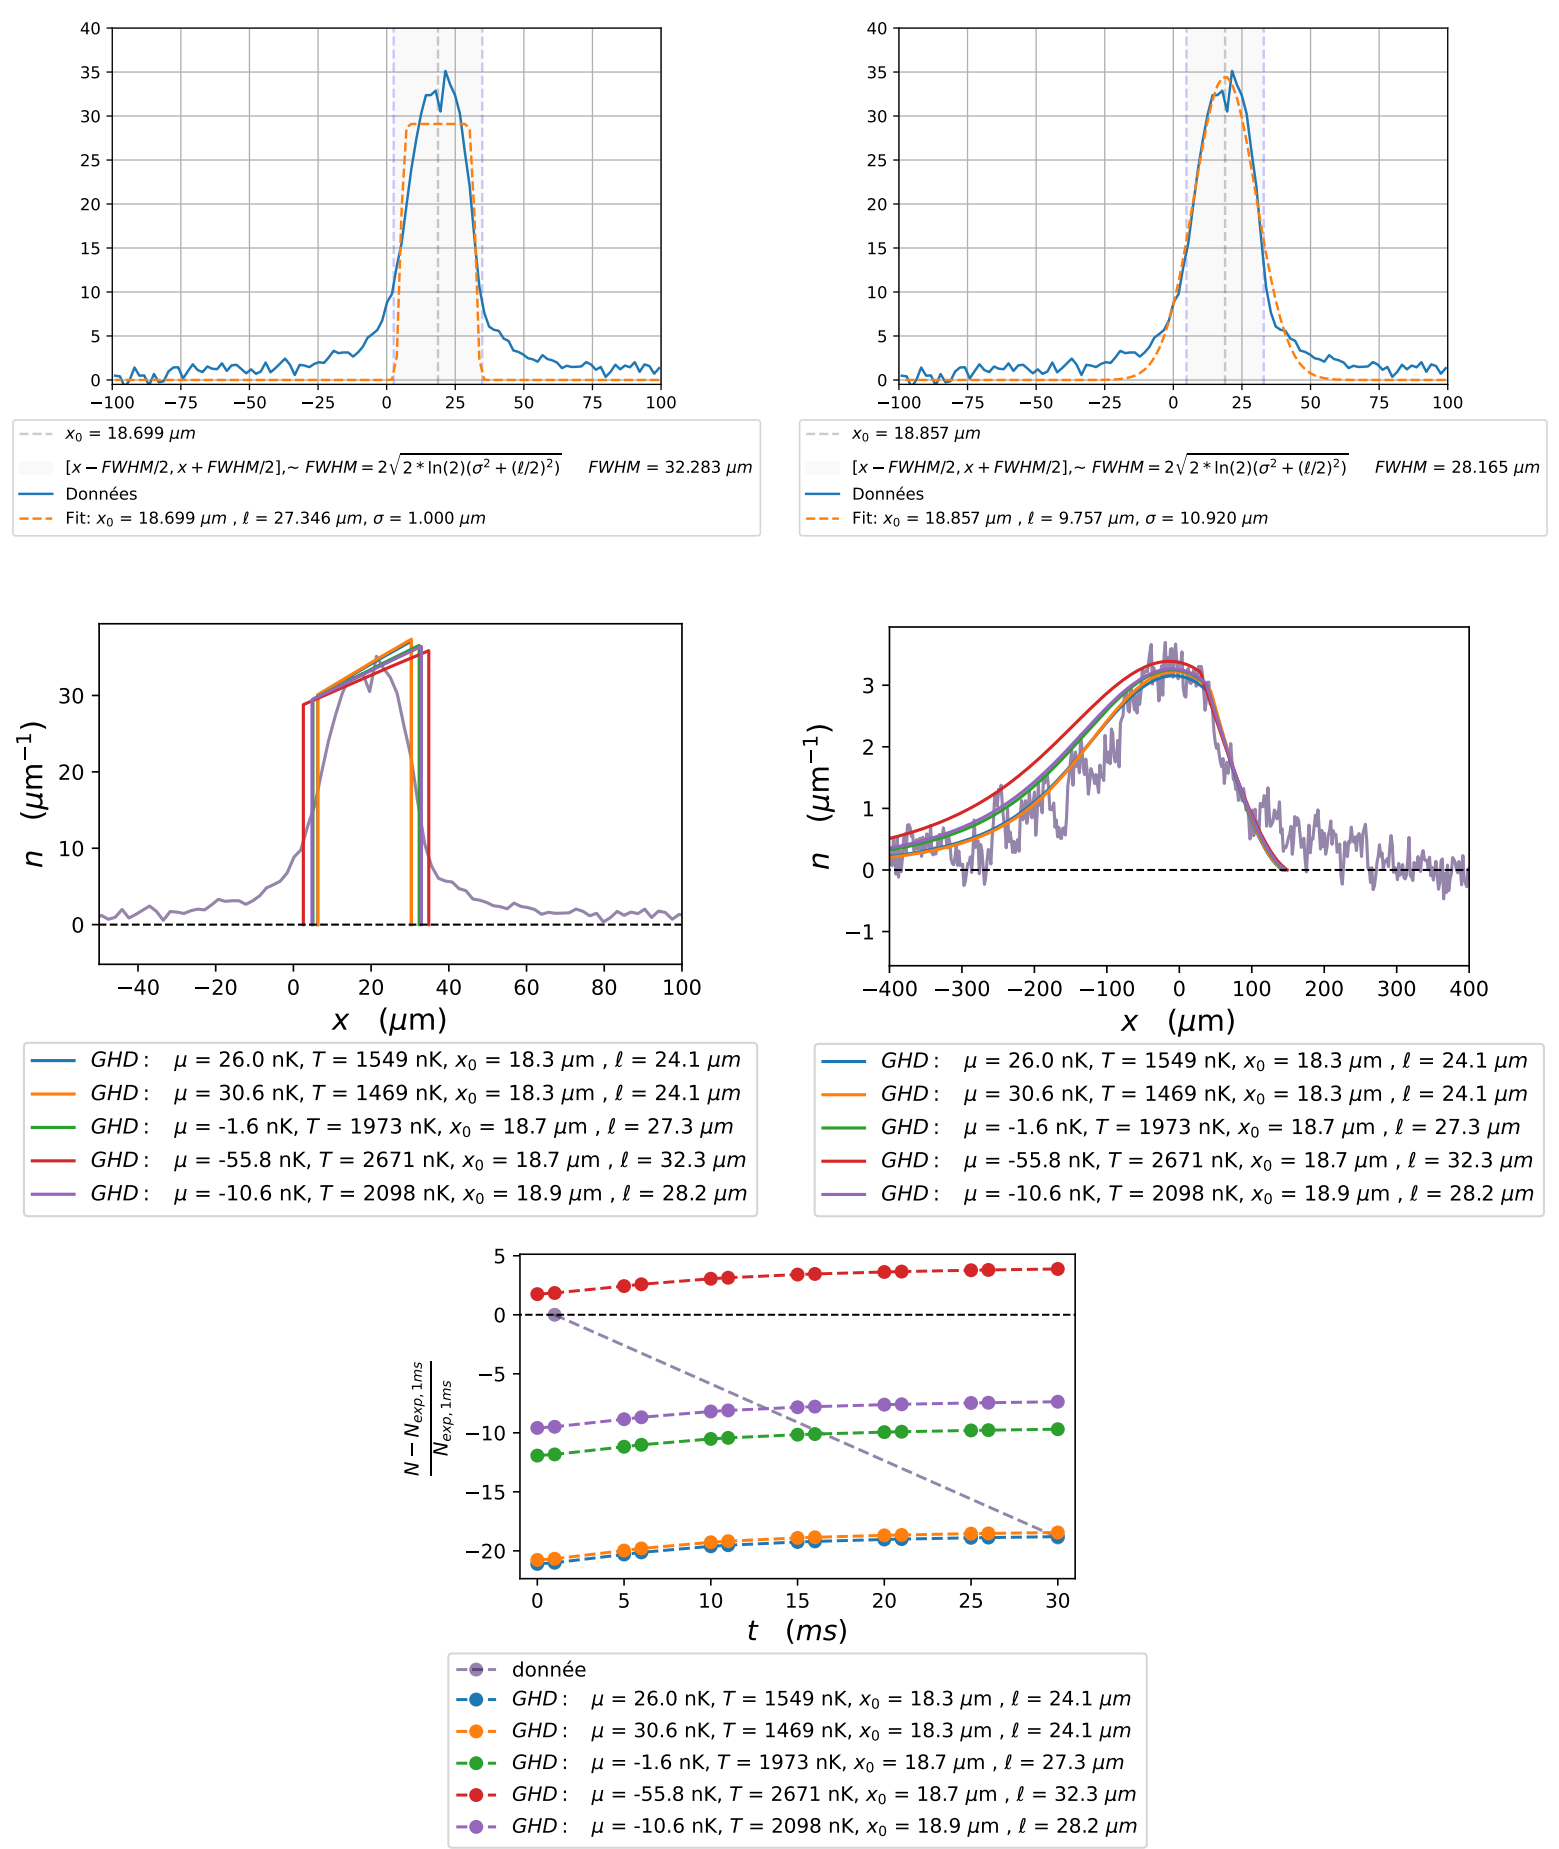 40
35
30
25
20
15
10
5
0
−100 −75 −50 −25 0 25 50 75 100
x₀ = 18.699 μm
[x − FWHM/2, x + FWHM/2],~ FWHM = 2√(2 * ln(2)(σ² + (ℓ/2)²)) FWHM = 32.283 μm
Données
Fit: x₀ = 18.699 μm , ℓ = 27.346 μm, σ = 1.000 μm
40
35
30
25
20
15
10
5
0
−100 −75 −50 −25 0 25 50 75 100
x₀ = 18.857 μm
[x − FWHM/2, x + FWHM/2],~ FWHM = 2√(2 * ln(2)(σ² + (ℓ/2)²)) FWHM = 28.165 μm
Données
Fit: x₀ = 18.857 μm , ℓ = 9.757 μm, σ = 10.920 μm
n (μm⁻¹)
30
20
10
0
−40 −20 0 20 40 60 80 100
x (μm)
GHD : μ = 26.0 nK, T = 1549 nK, x₀ = 18.3 μm , ℓ = 24.1 μm
GHD : μ = 30.6 nK, T = 1469 nK, x₀ = 18.3 μm , ℓ = 24.1 μm
GHD : μ = -1.6 nK, T = 1973 nK, x₀ = 18.7 μm , ℓ = 27.3 μm
GHD : μ = -55.8 nK, T = 2671 nK, x₀ = 18.7 μm , ℓ = 32.3 μm
GHD : μ = -10.6 nK, T = 2098 nK, x₀ = 18.9 μm , ℓ = 28.2 μm
n (μm⁻¹)
3
2
1
0
−1
−400 −300 −200 −100 0 100 200 300 400
x (μm)
GHD : μ = 26.0 nK, T = 1549 nK, x₀ = 18.3 μm , ℓ = 24.1 μm
GHD : μ = 30.6 nK, T = 1469 nK, x₀ = 18.3 μm , ℓ = 24.1 μm
GHD : μ = -1.6 nK, T = 1973 nK, x₀ = 18.7 μm , ℓ = 27.3 μm
GHD : μ = -55.8 nK, T = 2671 nK, x₀ = 18.7 μm , ℓ = 32.3 μm
GHD : μ = -10.6 nK, T = 2098 nK, x₀ = 18.9 μm , ℓ = 28.2 μm
N − N_exp, 1ms
N_exp, 1ms
5
0
−5
−10
−15
−20
0 5 10 15 20 25 30
t (ms)
donnée
GHD : μ = 26.0 nK, T = 1549 nK, x₀ = 18.3 μm , ℓ = 24.1 μm
GHD : μ = 30.6 nK, T = 1469 nK, x₀ = 18.3 μm , ℓ = 24.1 μm
GHD : μ = -1.6 nK, T = 1973 nK, x₀ = 18.7 μm , ℓ = 27.3 μm
GHD : μ = -55.8 nK, T = 2671 nK, x₀ = 18.7 μm , ℓ = 32.3 μm
GHD : μ = -10.6 nK, T = 2098 nK, x₀ = 18.9 μm , ℓ = 28.2 μm